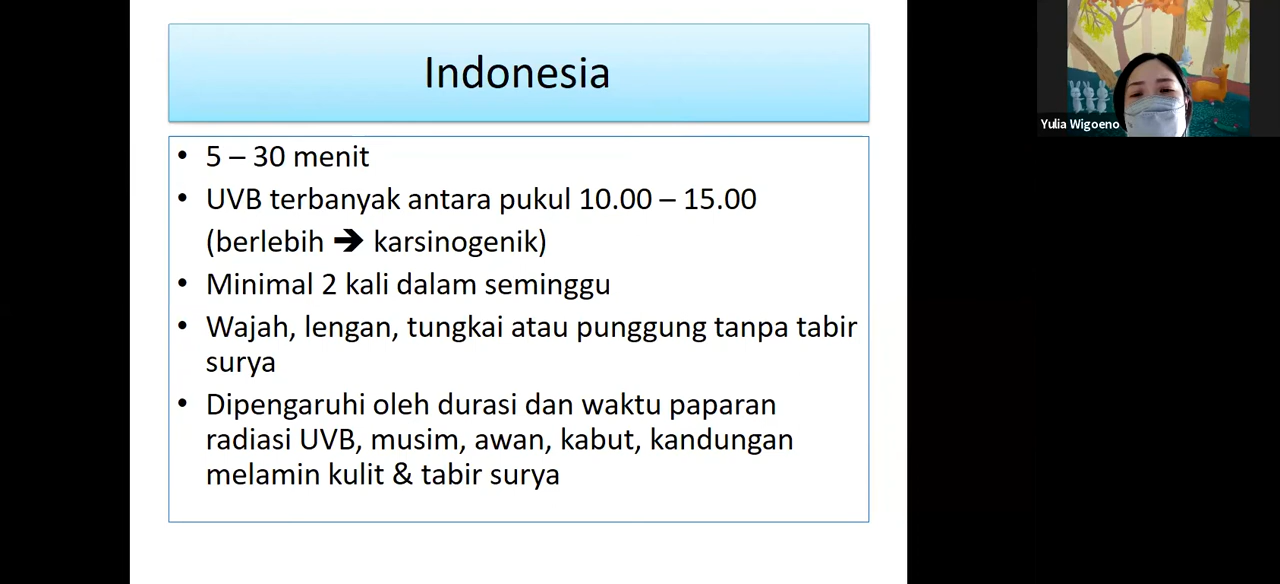 Indonesia
• 5 – 30 menit
• UVB terbanyak antara pukul 10.00 – 15.00
(berlebih ➔ karsinogenik)
• Minimal 2 kali dalam seminggu
• Wajah, lengan, tungkai atau punggung tanpa tabir
surya
• Dipengaruhi oleh durasi dan waktu paparan
radiasi UVB, musim, awan, kabut, kandungan
melamin kulit & tabir surya
Yulia Wigoeno